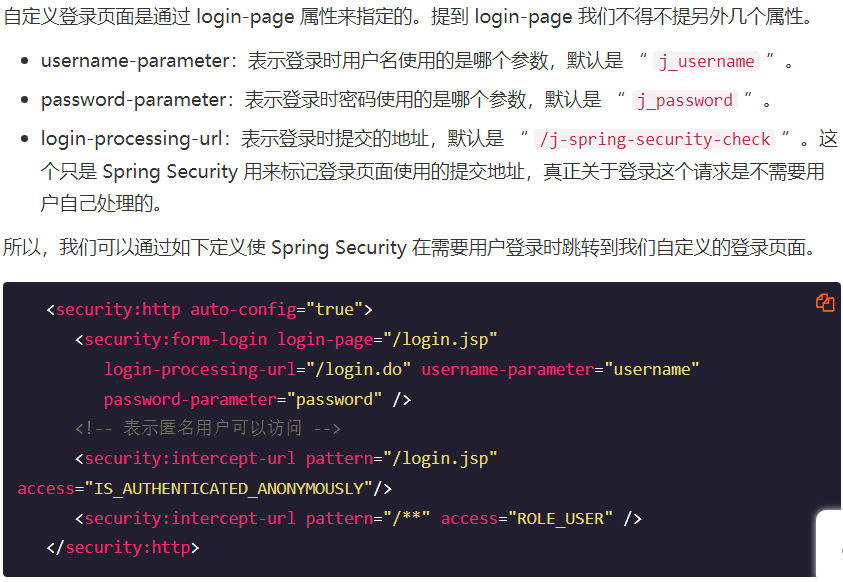 自定义登录页面是通过 login-page 属性来指定的。提到 login-page 我们不得不提另外几个属性。
• username-parameter：表示登录时用户名使用的是哪个参数，默认是 “ j_username ” 。
• password-parameter：表示登录时密码使用的是哪个参数，默认是 “ j_password ” 。
• login-processing-url：表示登录时提交的地址，默认是 “ /j-spring-security-check ” 。这
个只是 Spring Security 用来标记登录页面使用的提交地址，真正关于登录这个请求是不需要用
户自己处理的。
所以，我们可以通过如下定义使 Spring Security 在需要用户登录时跳转到我们自定义的登录页面。
<security:http auto-config="true">
<security:form-login login-page="/login.jsp"
login-processing-url="/login.do" username-parameter="username"
password-parameter="password" />
<!-- 表示匿名用户可以访问 -->
<security:intercept-url pattern="/login.jsp"
access="IS_AUTHENTICATED_ANONYMOUSLY"/>
<security:intercept-url pattern="/**" access="ROLE_USER" />
</security:http>